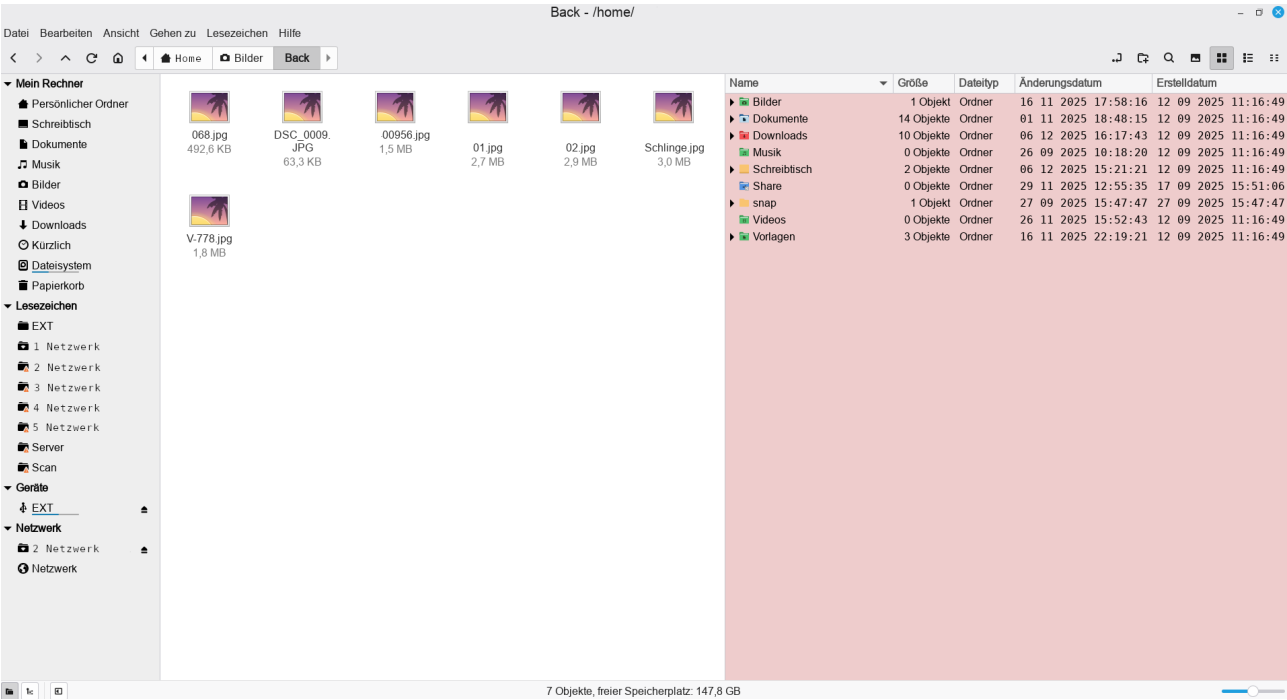 Back - /home/
Datei Bearbeiten Ansicht Gehen zu Lesezeichen Hilfe
Home Bilder Back
Mein Rechner
Persönlicher Ordner
Schreibtisch
Dokumente
Musik
Bilder
Videos
Downloads
Kürzlich
Dateisystem
Papierkorb
Lesezeichen
EXT
1 Netzwerk
2 Netzwerk
3 Netzwerk
4 Netzwerk
5 Netzwerk
Server
Scan
Geräte
EXT
Netzwerk
2 Netzwerk
Netzwerk
068.jpg
492,6 KB
DSC_0009.
JPG
63,3 KB
00956.jpg
1,5 MB
01.jpg
2,7 MB
02.jpg
2,9 MB
Schlinge.jpg
3,0 MB
V-778.jpg
1,8 MB
Name Größe Dateityp Änderungsdatum Erstelldatum
Bilder 1 Objekt Ordner 16 11 2025 17:58:16 12 09 2025 11:16:49
Dokumente 14 Objekte Ordner 01 11 2025 18:48:15 12 09 2025 11:16:49
Downloads 10 Objekte Ordner 06 12 2025 16:17:43 12 09 2025 11:16:49
Musik 0 Objekte Ordner 26 09 2025 10:18:20 12 09 2025 11:16:49
Schreibtisch 2 Objekte Ordner 06 12 2025 15:21:21 12 09 2025 11:16:49
Share 0 Objekte Ordner 29 11 2025 12:55:35 17 09 2025 15:51:06
snap 1 Objekt Ordner 27 09 2025 15:47:47 27 09 2025 15:47:47
Videos 0 Objekte Ordner 26 11 2025 15:52:43 12 09 2025 11:16:49
Vorlagen 3 Objekte Ordner 16 11 2025 22:19:21 12 09 2025 11:16:49
7 Objekte, freier Speicherplatz: 147,8 GB